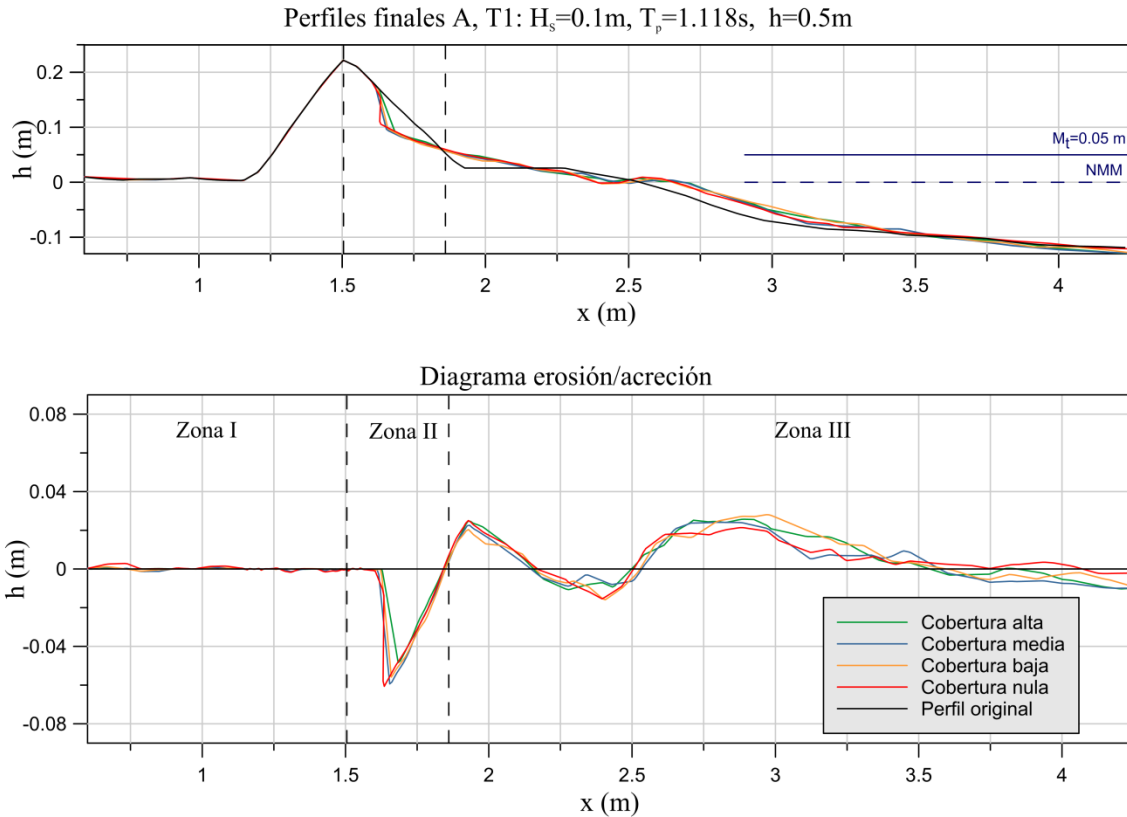 Perfiles finales A, T1: Hs=0.1m, Tp=1.118s, h=0.5m
0.2
0.1
0
-0.1
h (m)
Mt=0.05 m
NMM
1 1.5 2 2.5 3 3.5 4
x (m)
Diagrama erosión/acreción
0.08
0.04
0
-0.04
-0.08
h (m)
Zona I Zona II Zona III
Cobertura alta
Cobertura media
Cobertura baja
Cobertura nula
Perfil original
1 1.5 2 2.5 3 3.5 4
x (m)